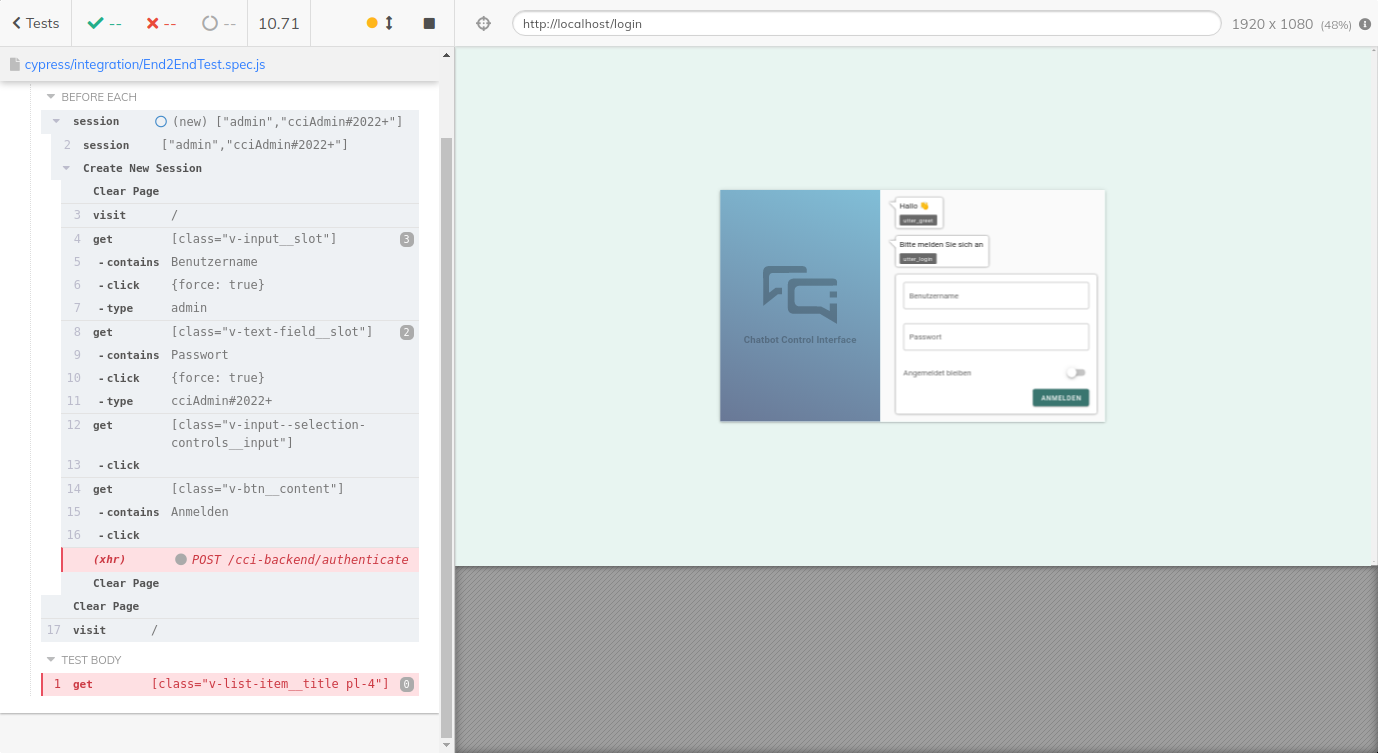 Tests
--
--
--
10.71
http://localhost/login
1920 x 1080 (48%)
cypress/integration/End2EndTest.spec.js
BEFORE EACH
session (new) ["admin","cciAdmin#2022+"]
2 session ["admin","cciAdmin#2022+"]
Create New Session
Clear Page
3 visit /
4 get [class="v-input__slot"] 3
5 -contains Benutzername
6 -click {force: true}
7 -type admin
8 get [class="v-text-field__slot"] 2
9 -contains Passwort
10 -click {force: true}
11 -type cciAdmin#2022+
12 get [class="v-input--selection-
controls__input"]
13 -click
14 get [class="v-btn__content"]
15 -contains Anmelden
16 -click
(xhr) POST /cci-backend/authenticate
Clear Page
Clear Page
17 visit /
TEST BODY
1 get [class="v-list-item__title pl-4"] 0
Chatbot Control Interface
Hallo 👋
utter_greet
Bitte melden Sie sich an
utter_login
Benutzername
Passwort
Angemeldet bleiben
ANMELDEN